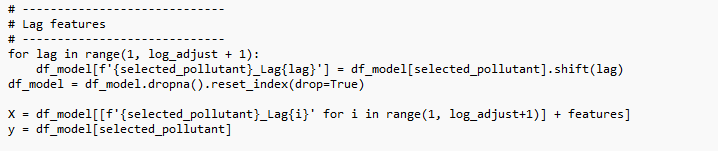 # -----------------------------
# Lag features
# -----------------------------
for lag in range(1, log_adjust + 1):
    df_model[f'{selected_pollutant}_Lag{lag}'] = df_model[selected_pollutant].shift(lag)
df_model = df_model.dropna().reset_index(drop=True)

X = df_model[[f'{selected_pollutant}_Lag{i}' for i in range(1, log_adjust+1)] + features]
y = df_model[selected_pollutant]